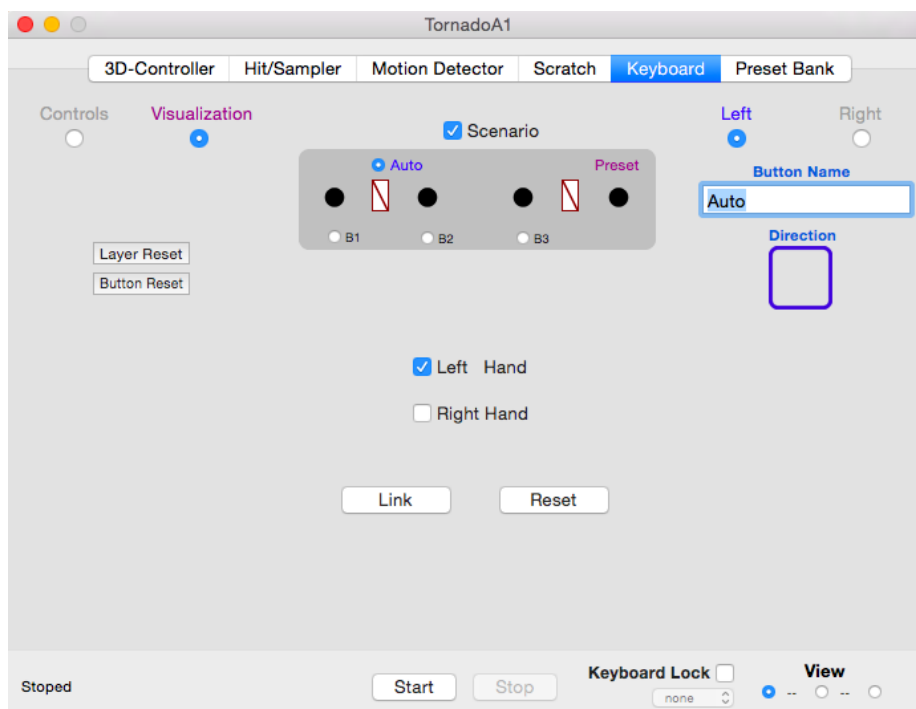 TornadoA1
3D-Controller Hit/Sampler Motion Detector Scratch Keyboard Preset Bank
Controls Visualization Left Right
Scenario
Auto Preset
Button Name
Auto
B1 B2 B3
Direction
Layer Reset
Button Reset
Left Hand
Right Hand
Link Reset
Keyboard Lock View
Stoped Start Stop
none -- --